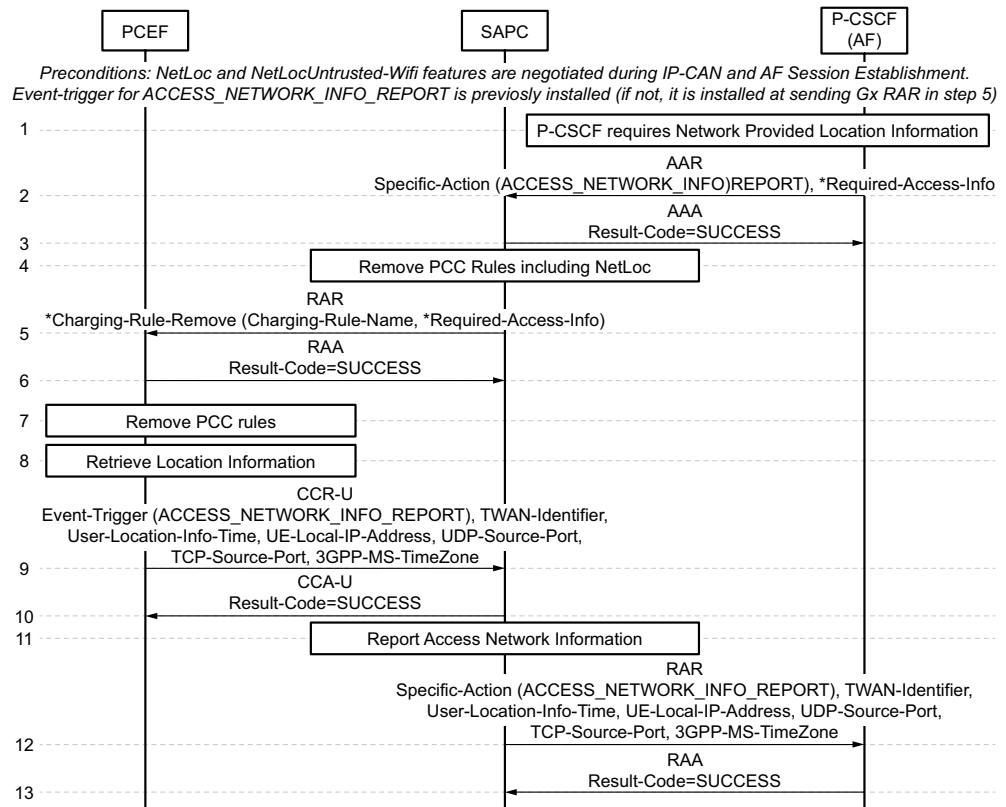 PCEF
SAPC
P-CSCF
(AF)
Preconditions: NetLoc and NetLocUntrusted-Wifi features are negotiated during IP-CAN and AF Session Establishment.
Event-trigger for ACCESS_NETWORK_INFO_REPORT is previosly installed (if not, it is installed at sending Gx RAR in step 5)
1
P-CSCF requires Network Provided Location Information
AAR
Specific-Action (ACCESS_NETWORK_INFO)REPORT), *Required-Access-Info
2
AAA
Result-Code=SUCCESS
3
4
Remove PCC Rules including NetLoc
RAR
*Charging-Rule-Remove (Charging-Rule-Name, *Required-Access-Info)
5
RAA
Result-Code=SUCCESS
6
7
Remove PCC rules
8
Retrieve Location Information
CCR-U
Event-Trigger (ACCESS_NETWORK_INFO_REPORT), TWAN-Identifier,
User-Location-Info-Time, UE-Local-IP-Address, UDP-Source-Port,
TCP-Source-Port, 3GPP-MS-TimeZone
9
CCA-U
Result-Code=SUCCESS
10
11
Report Access Network Information
RAR
Specific-Action (ACCESS_NETWORK_INFO_REPORT), TWAN-Identifier,
User-Location-Info-Time, UE-Local-IP-Address, UDP-Source-Port,
TCP-Source-Port, 3GPP-MS-TimeZone
12
RAA
Result-Code=SUCCESS
13